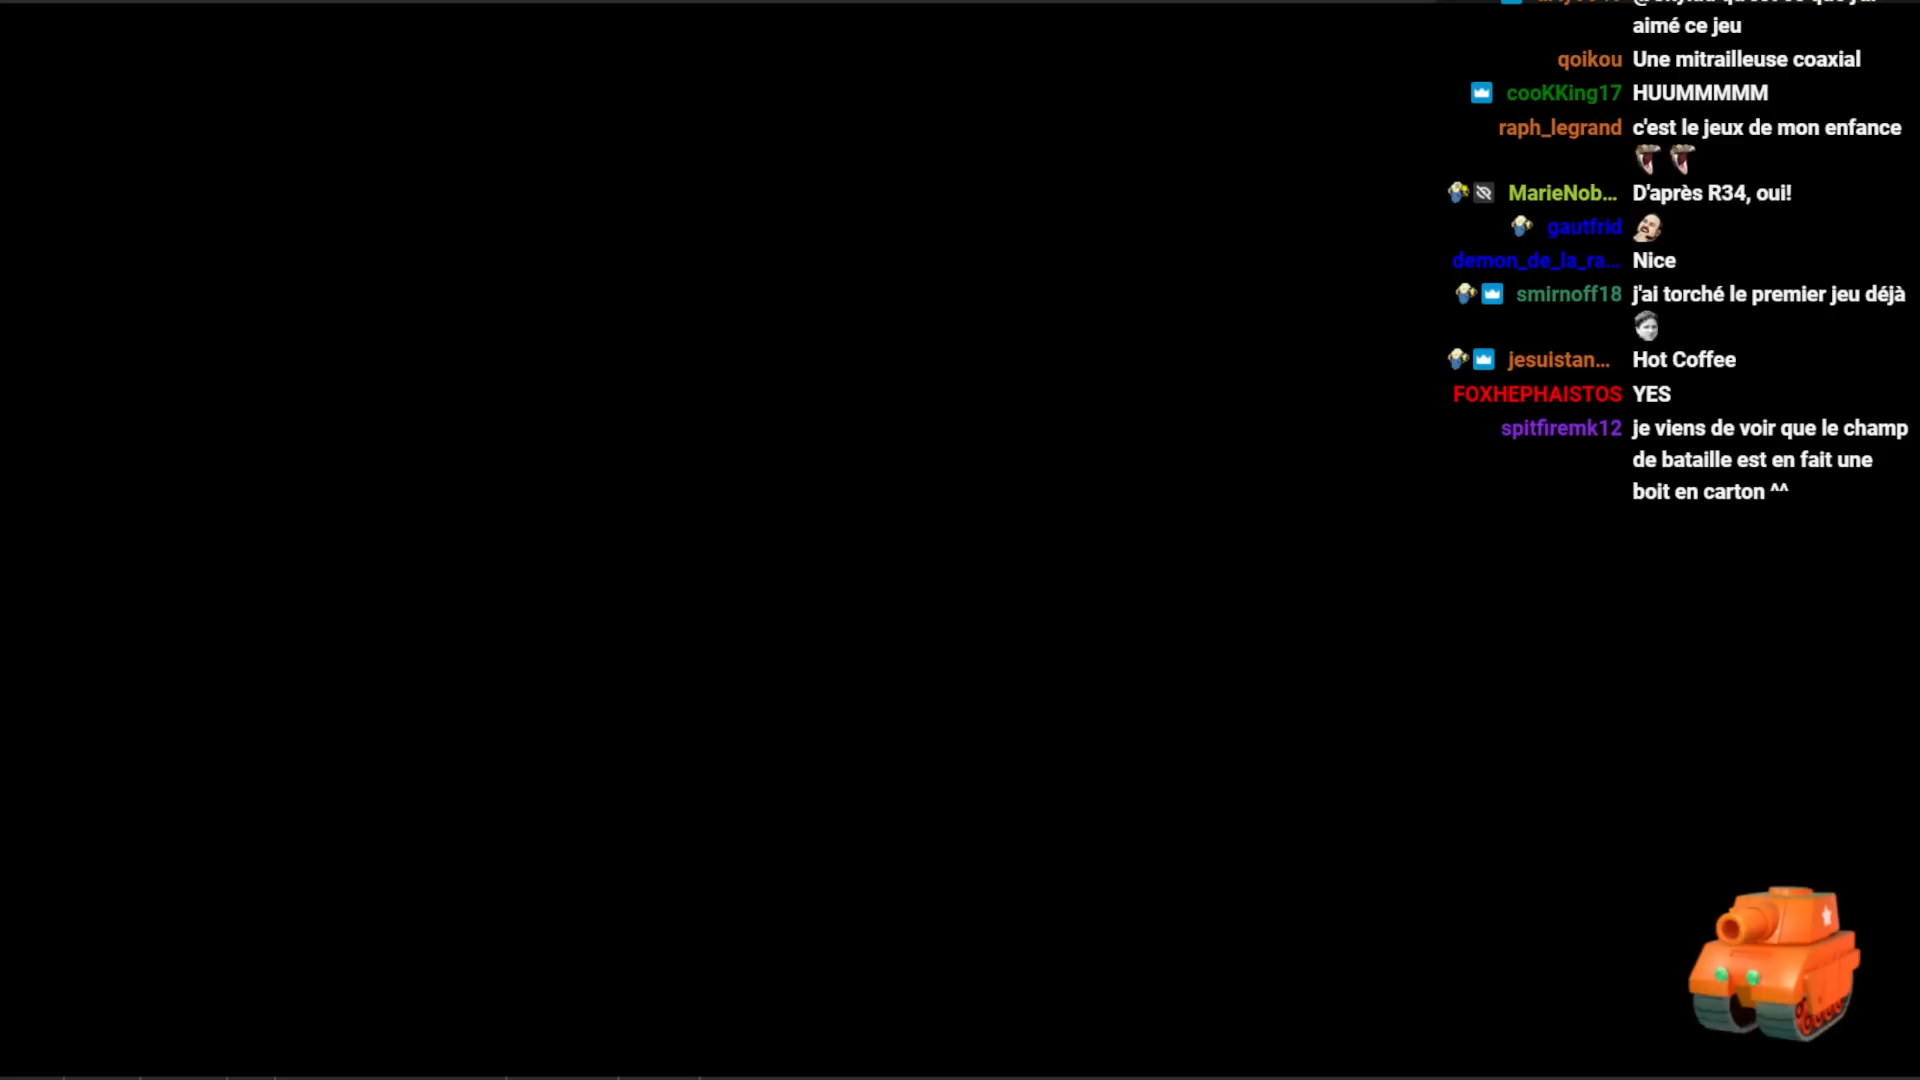 aimé ce jeu
qoikou Une mitrailleuse coaxial
cooKKing17 HUUMMMMM
raph_legrand c'est le jeux de mon enfance
MarieNob... D'après R34, oui!
gautfrid
demon_de_la_ra... Nice
smirnoff18 j'ai torché le premier jeu déjà
jesuistan... Hot Coffee
FOXHEPHAISTOS YES
spitfiremk12 je viens de voir que le champ
de bataille est en fait une
boit en carton ^^